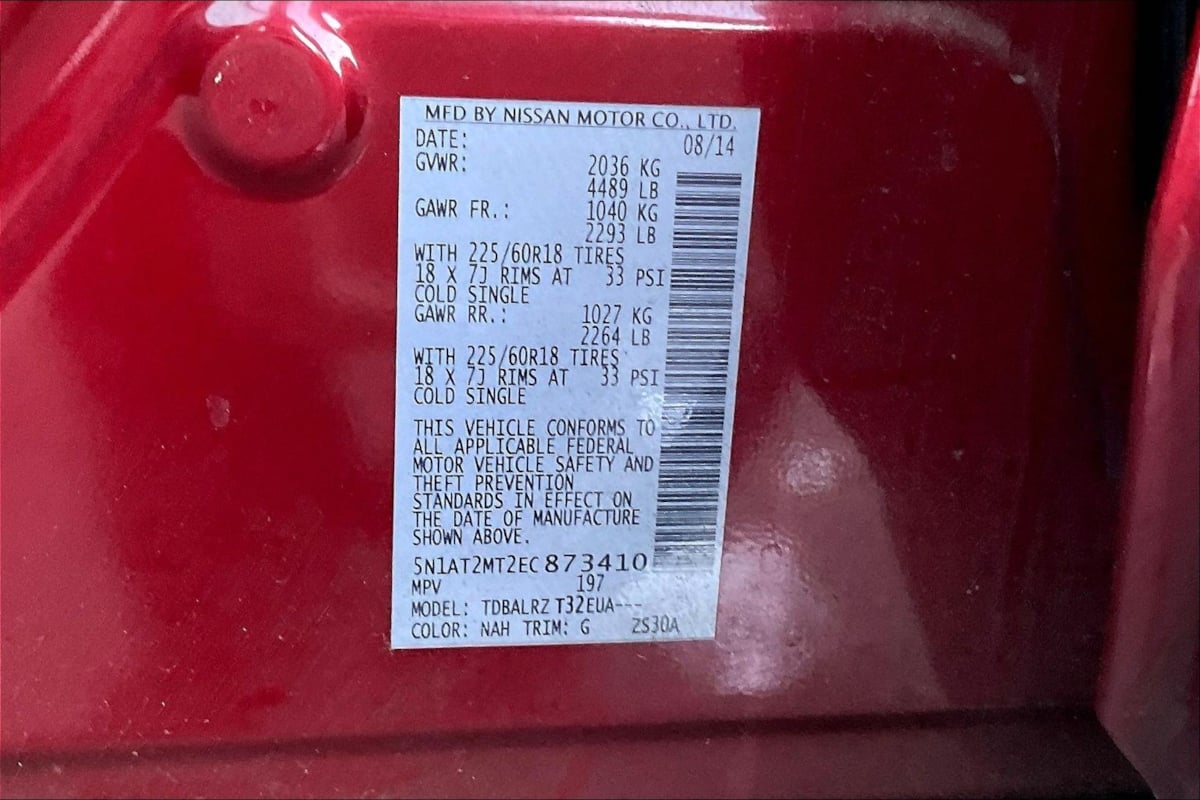 MFD BY NISSAN MOTOR CO., LTD.
DATE: 08/14
GVWR: 2036 KG
4489 LB
GAWR FR.: 1040 KG
2293 LB
WITH 225/60R18 TIRES
18 X 7J RIMS AT 33 PSI
COLD SINGLE
GAWR RR.: 1027 KG
2264 LB
WITH 225/60R18 TIRES
18 X 7J RIMS AT 33 PSI
COLD SINGLE
THIS VEHICLE CONFORMS TO
ALL APPLICABLE FEDERAL
MOTOR VEHICLE SAFETY AND
THEFT PREVENTION
STANDARDS IN EFFECT ON
THE DATE OF MANUFACTURE
SHOWN ABOVE.
5N1AT2MT2EC873410
MPV 197
MODEL: TDBALRZ T32EUA---
COLOR: NAH TRIM: G ZS30A